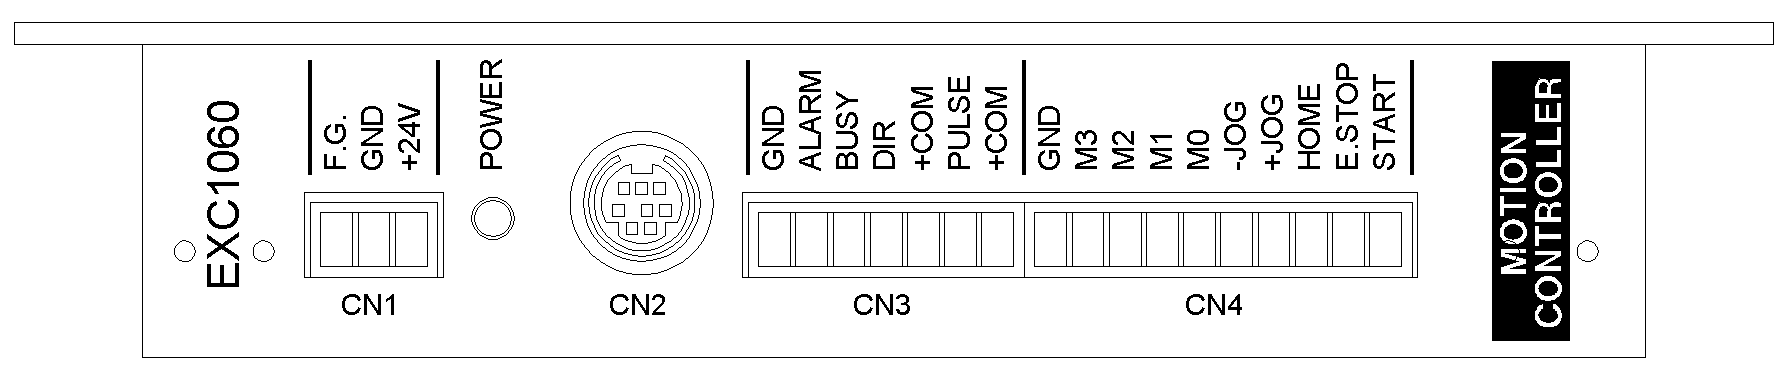 EXC1060
F.G.
GND
+24V
POWER
GND
ALARM
BUSY
DIR
+COM
PULSE
+COM
GND
M3
M2
M1
M0
-JOG
+JOG
HOME
E.STOP
START
MOTION
CONTROLLER
CN1
CN2
CN3
CN4